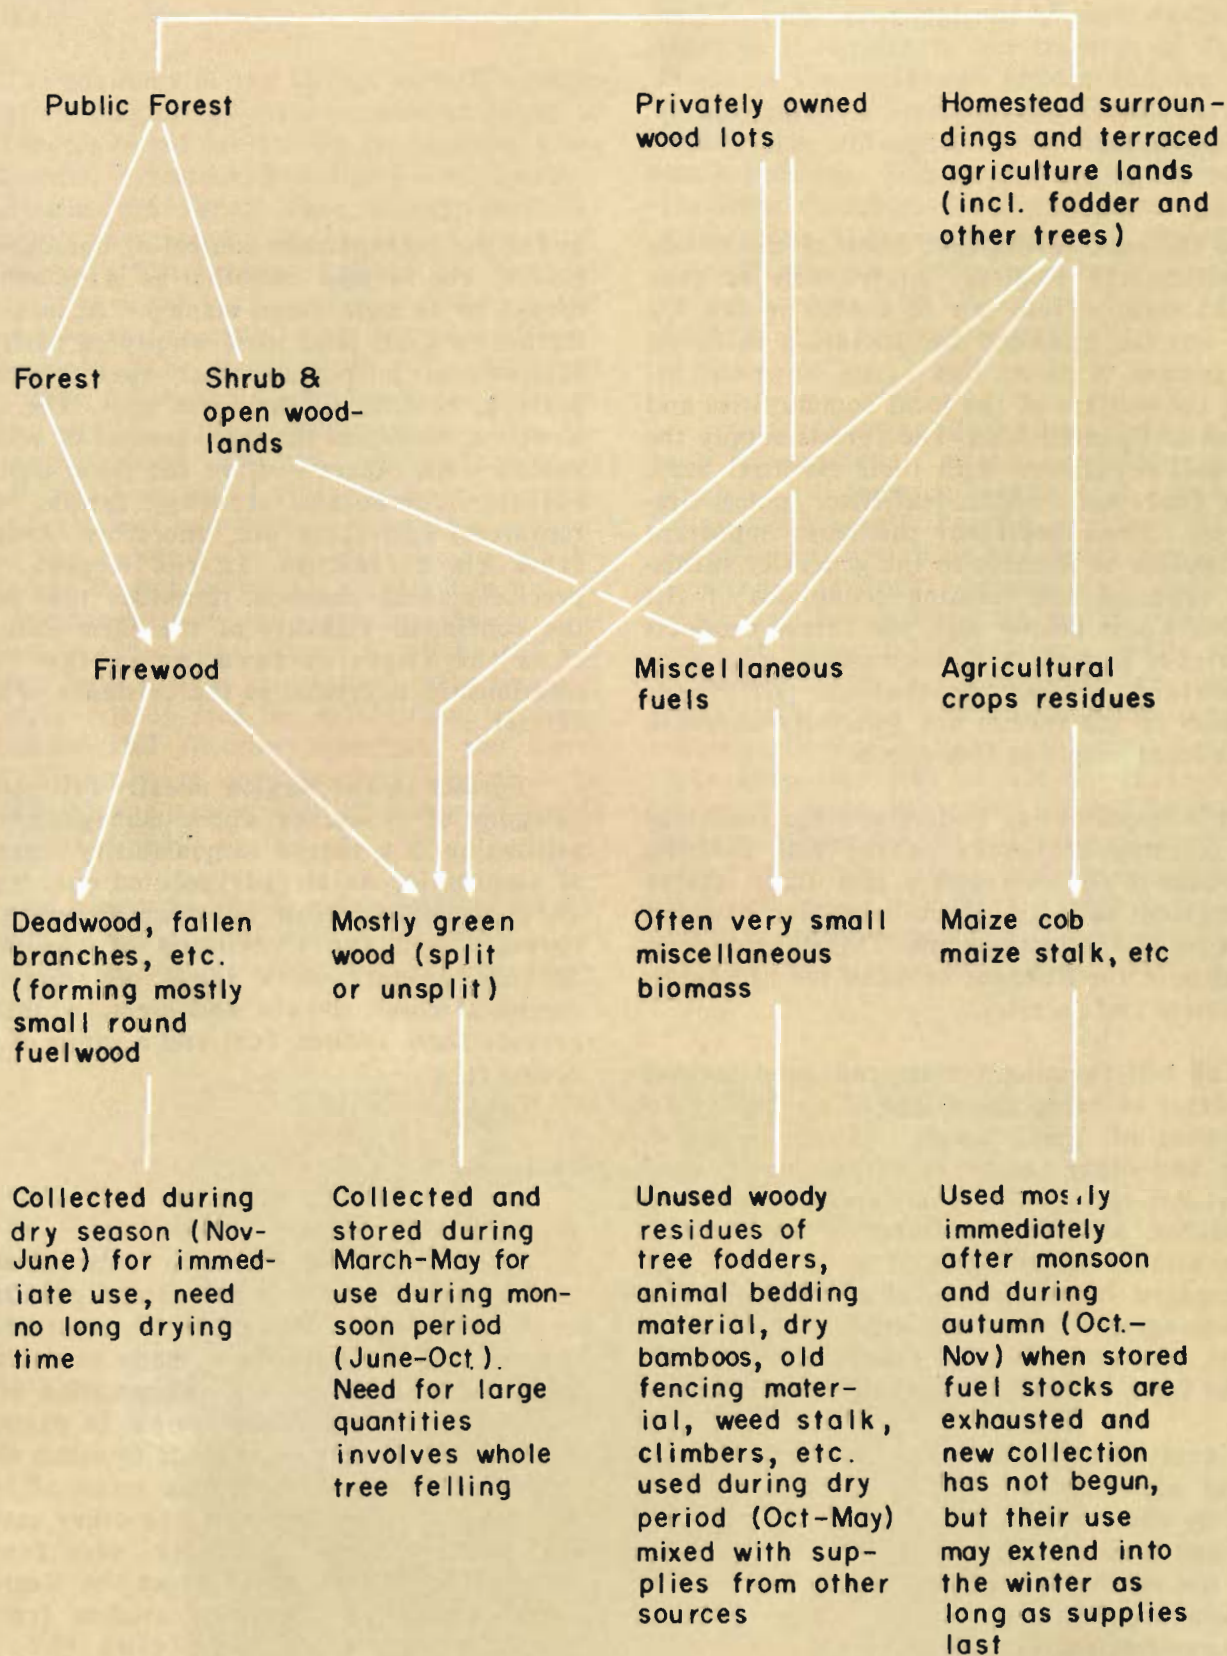 Public Forest
Privately owned
wood lots
Homestead surroun-
dings and terraced
agriculture lands
(incl. fodder and
other trees)
Forest
Shrub &
open wood-
lands
Firewood
Miscellaneous
fuels
Agricultural
crops residues
Deadwood, fallen
branches, etc.
(forming mostly
small round
fuelwood
Mostly green
wood (split
or unsplit)
Often very small
miscellaneous
biomass
Maize cob
maize stalk, etc
Collected during
dry season (Nov-
June) for immed-
iate use, need
no long drying
time
Collected and
stored during
March-May for
use during mon-
soon period
(June-Oct.).
Need for large
quantities
involves whole
tree felling
Unused woody
residues of
tree fodders,
animal bedding
material, dry
bamboos, old
fencing mater-
ial, weed stalk,
climbers, etc.
used during dry
period (Oct-May)
mixed with sup-
plies from other
sources
Used mostly
immediately
after monsoon
and during
autumn (Oct.-
Nov) when stored
fuel stocks are
exhausted and
new collection
has not begun,
but their use
may extend into
the winter as
long as supplies
last